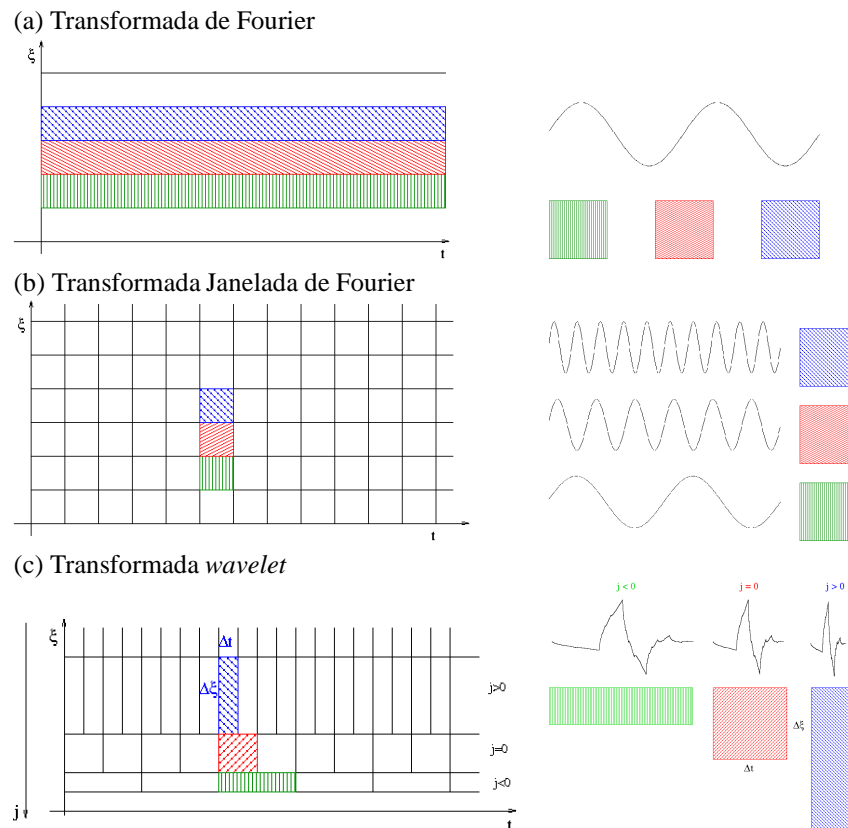 (a) Transformada de Fourier
ξ
t
(b) Transformada Janelada de Fourier
ξ
t
(c) Transformada wavelet
j < 0
j = 0
j > 0
ξ
Δt
Δξ
j>0
j=0
j<0
j
t
Δξ
Δt